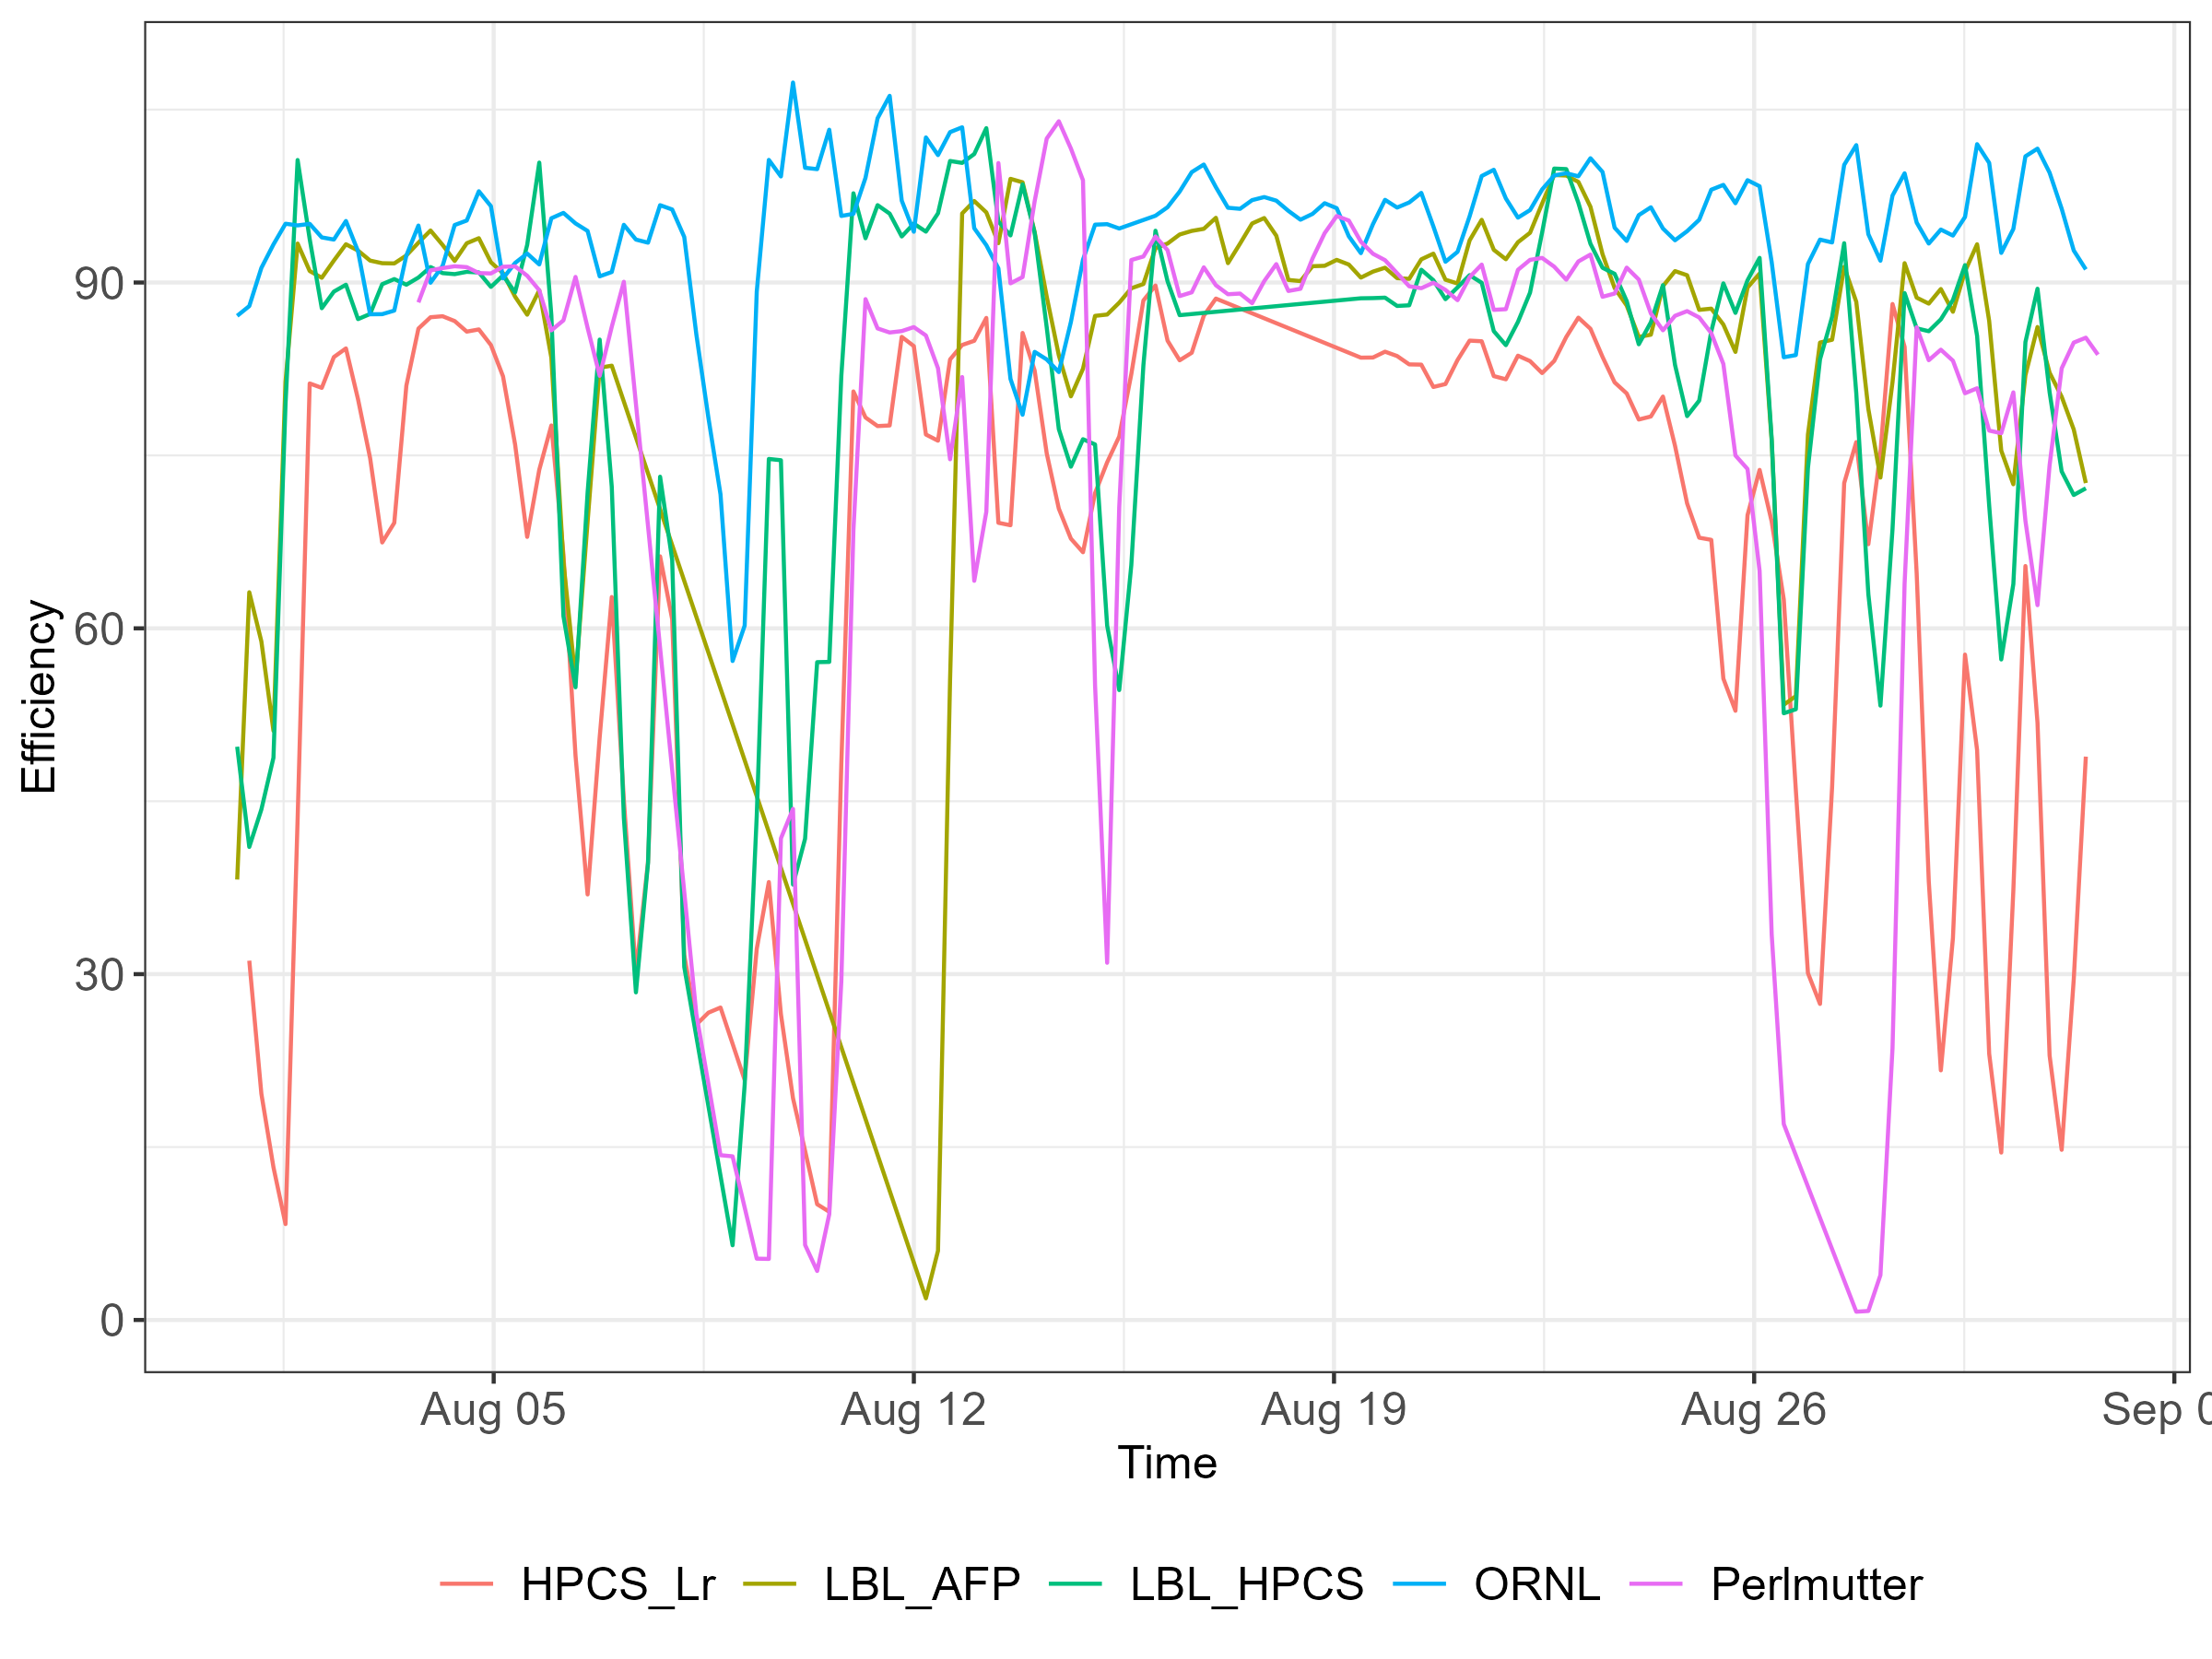 Efficiency
90
60
30
0
Aug 05 Aug 12 Aug 19 Aug 26 Sep
Time
HPCS_Lr LBL_AFP LBL_HPCS ORNL Perlmutter